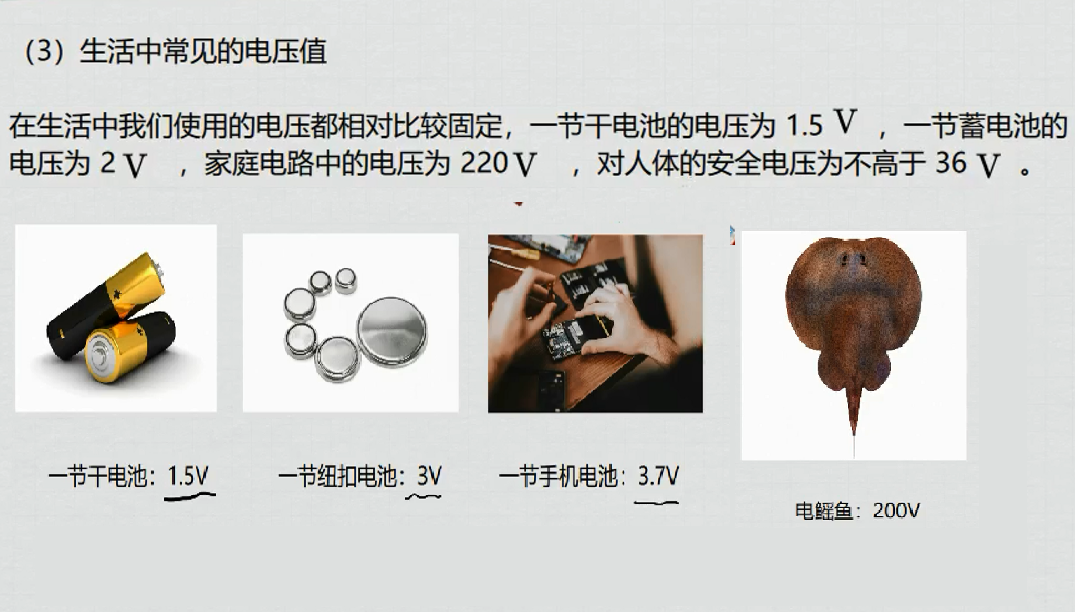 （3）生活中常见的电压值
在生活中我们使用的电压都相对比较固定，一节干电池的电压为 1.5 V ，一节蓄电池的
电压为 2 V ，家庭电路中的电压为 220 V ，对人体的安全电压为不高于 36 V 。
一节干电池：1.5V
一节纽扣电池：3V
一节手机电池：3.7V
电鳐鱼：200V